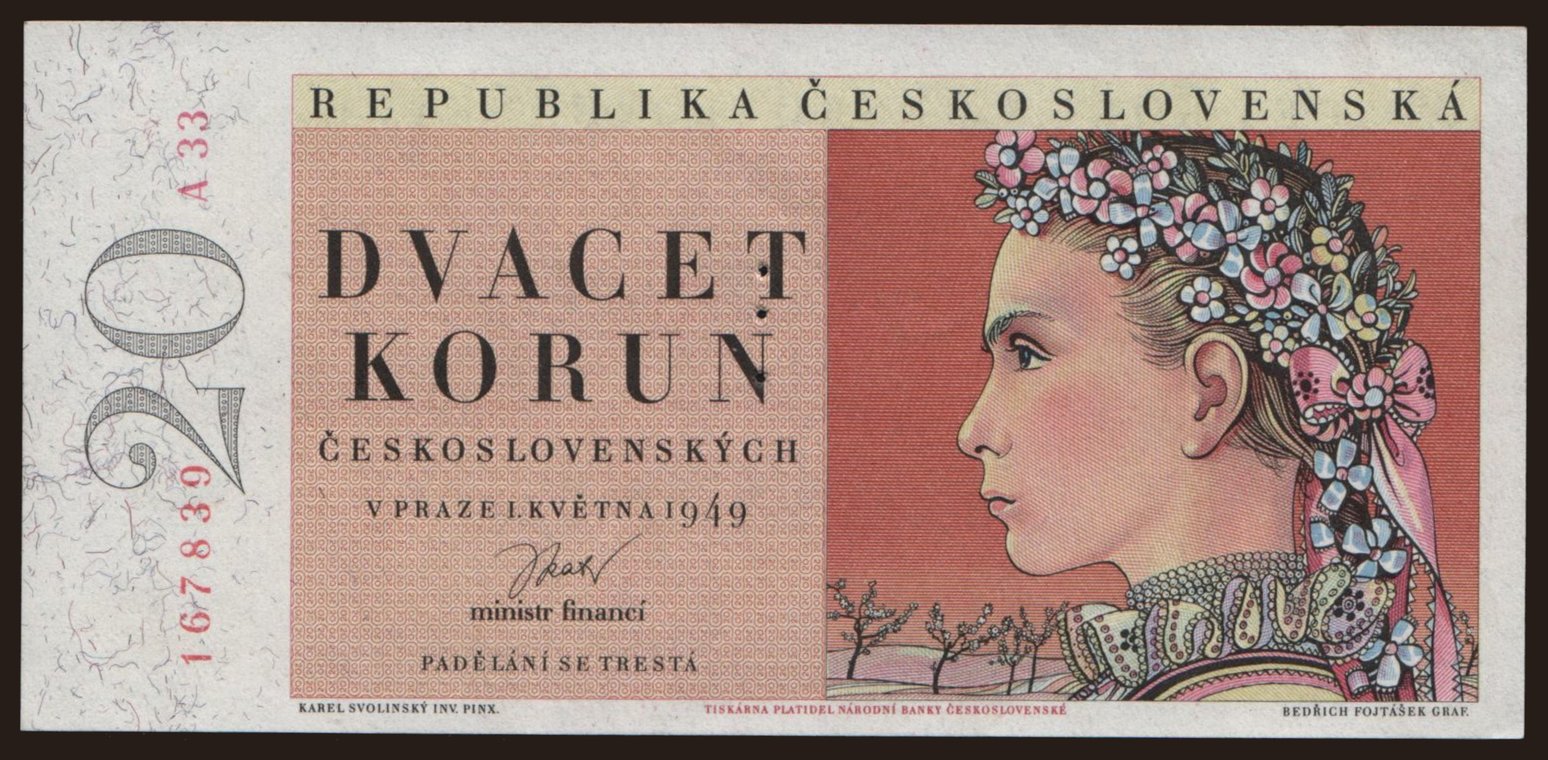 REPUBLIKA ČESKOSLOVENSKÁ
A 33
20
167839
DVACET
KORUN
ČESKOSLOVENSKÝCH
V PRAZE 1. KVĚTNA 1949
ministr financí
PADĚLÁNÍ SE TRESTÁ
KAREL SVOLINSKÝ INV. PINX.
TISKÁRNA PLATIDEL NÁRODNÍ BANKY ČESKOSLOVENSKÉ
BEDŘICH FOJTÁŠEK GRAF.